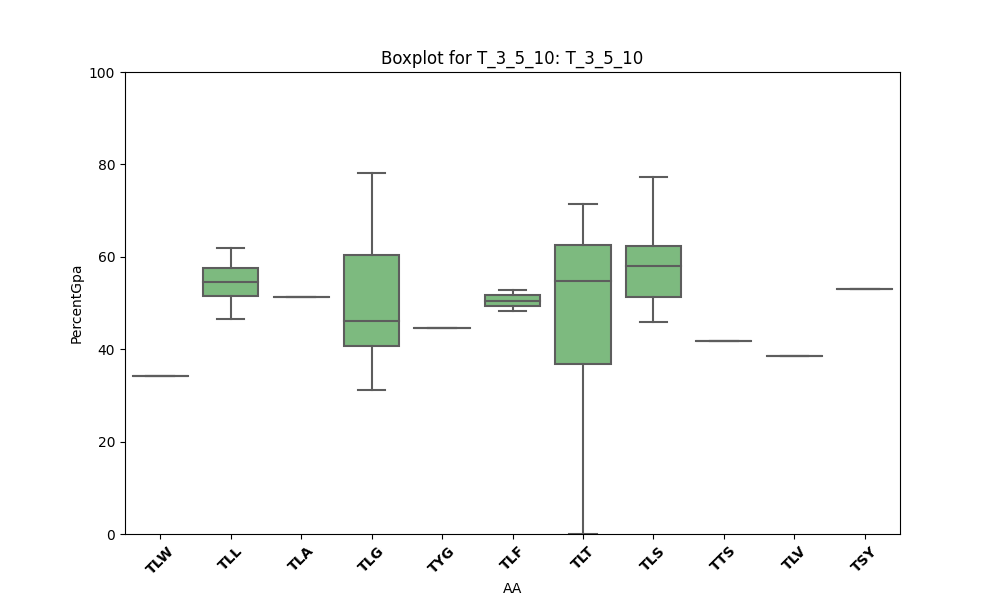 Boxplot for T_3_5_10: T_3_5_10
100
80
60
40
20
0
PercentGpa
TLW TLL TLA TLG TYG TLF TLT TLS TTS TLV TSY
AA